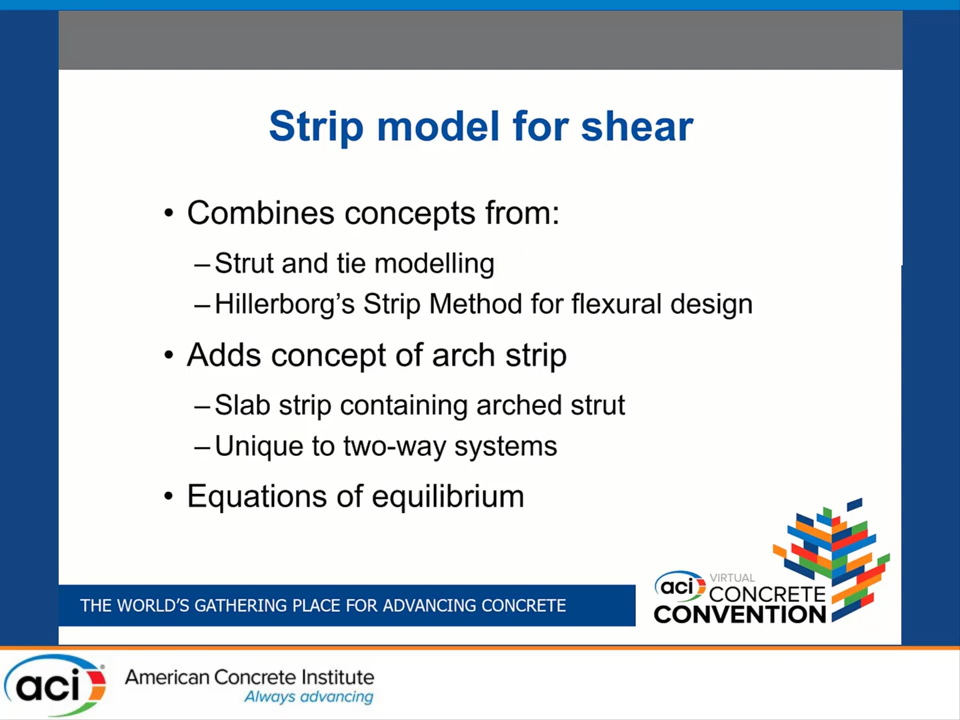 Strip model for shear
• Combines concepts from:
– Strut and tie modelling
– Hillerborg's Strip Method for flexural design
• Adds concept of arch strip
– Slab strip containing arched strut
– Unique to two-way systems
• Equations of equilibrium
THE WORLD'S GATHERING PLACE FOR ADVANCING CONCRETE
aci VIRTUAL
CONCRETE
CONVENTION
aci American Concrete Institute
Always advancing